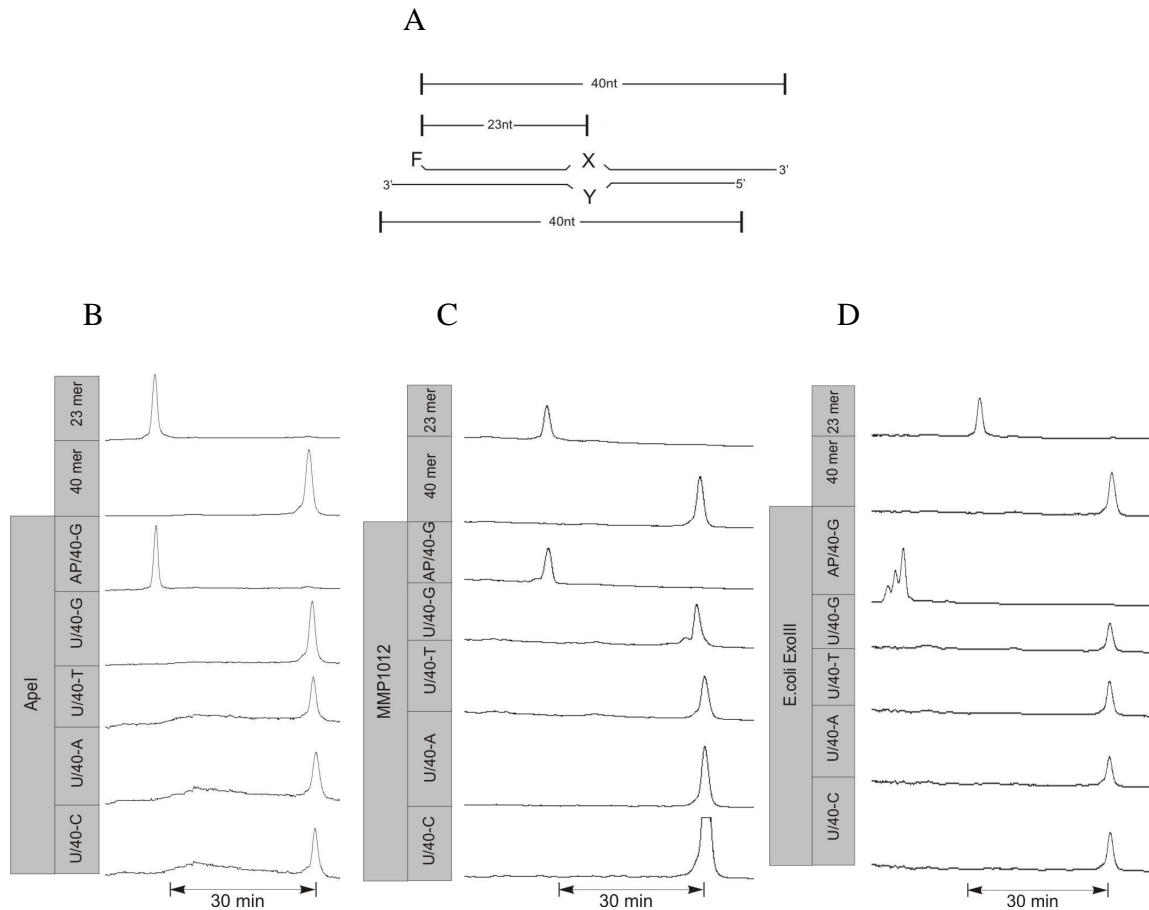 A
40nt
23nt
F
X
3'
3'
Y
5'
40nt
B
C
D
23 mer
40 mer
ApeI
AP/40-G
U/40-G
U/40-T
U/40-A
U/40-C
30 min
23 mer
40 mer
MMP1012
AP/40-G
U/40-G
U/40-T
U/40-A
U/40-C
30 min
23 mer
40 mer
E.coli ExoIII
AP/40-G
U/40-G
U/40-T
U/40-A
U/40-C
30 min